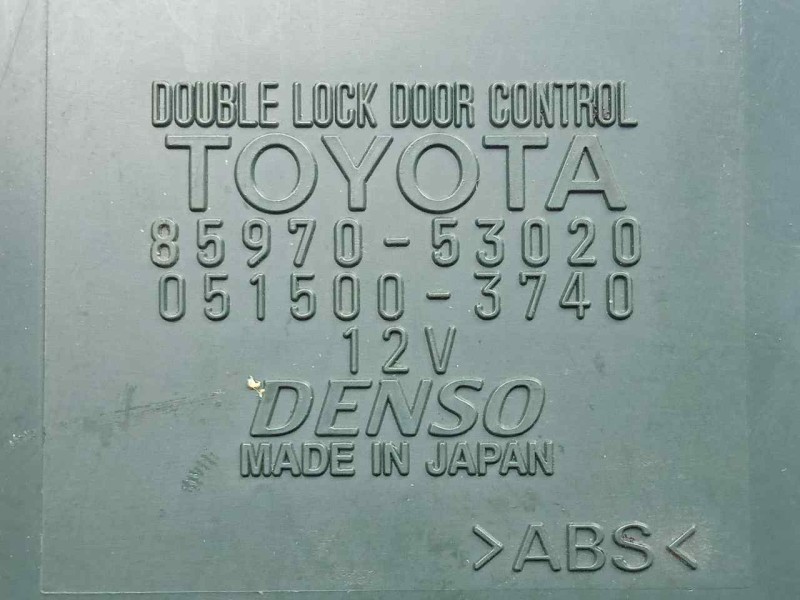 DOUBLE LOCK DOOR CONTROL
TOYOTA
85970-53020
051500-3740
12V
DENSO
MADE IN JAPAN
>ABS<